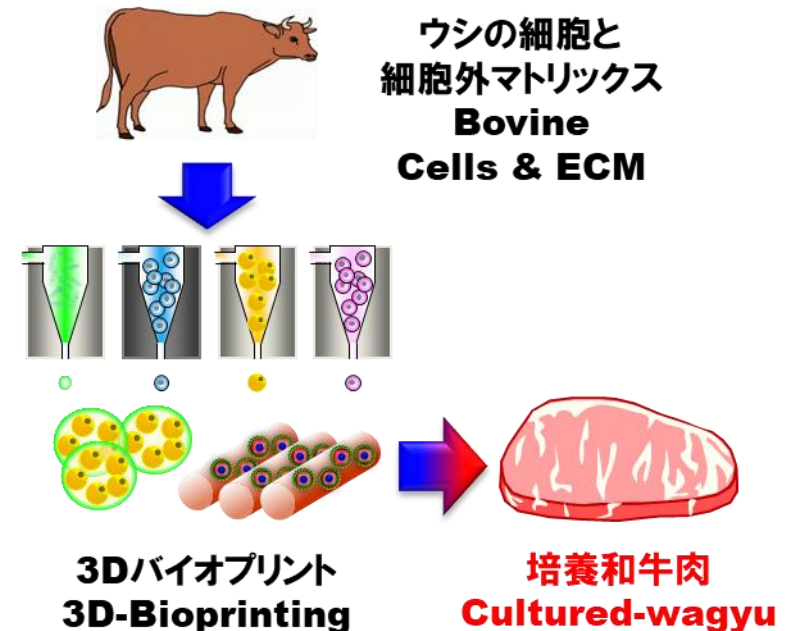 ウシの細胞と
細胞外マトリックス
Bovine
Cells & ECM
3Dバイオプリント
3D-Bioprinting
培養和牛肉
Cultured-wagyu